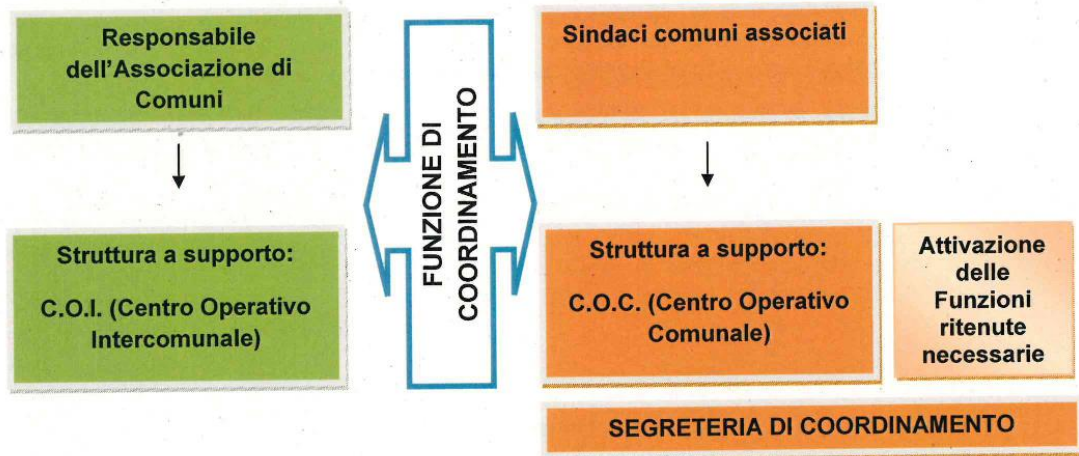 Responsabile
dell'Associazione di
Comuni
Struttura a supporto:
C.O.I. (Centro Operativo
Intercomunale)
FUNZIONE DI
COORDINAMENTO
Sindaci comuni associati
Struttura a supporto:
C.O.C. (Centro Operativo
Comunale)
Attivazione
delle
Funzioni
ritenute
necessarie
SEGRETERIA DI COORDINAMENTO